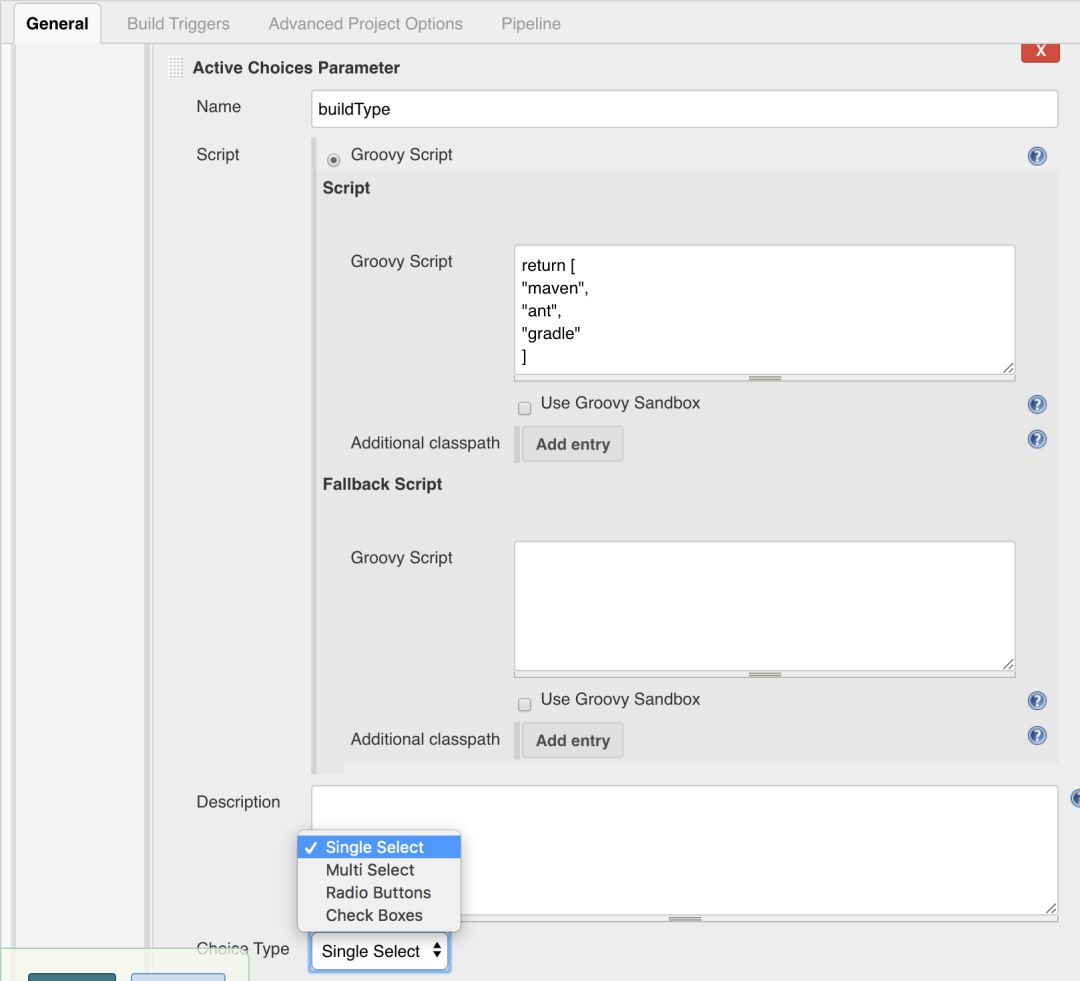 General Build Triggers Advanced Project Options Pipeline
X
Active Choices Parameter
Name buildType
Script Groovy Script ?
Script
Groovy Script return [
"maven",
"ant",
"gradle"
]
Use Groovy Sandbox ?
Additional classpath Add entry ?
Fallback Script
Groovy Script
Use Groovy Sandbox ?
Additional classpath Add entry ?
Description
✓ Single Select
Multi Select
Radio Buttons
Check Boxes
Choice Type Single Select